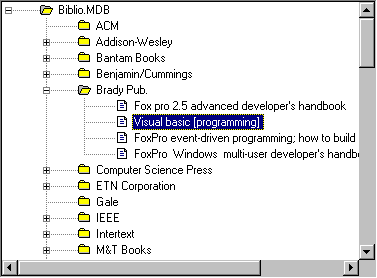 Biblio.MDB
ACM
Addison-Wesley
Bantam Books
Benjamin/Cummings
Brady Pub.
Fox pro 2.5 advanced developer's handbook
Visual basic [programming]
FoxPro event-driven programming; how to build
FoxPro Windows multi-user developer's handbo
Computer Science Press
ETN Corporation
Gale
IEEE
Intertext
M&T Books